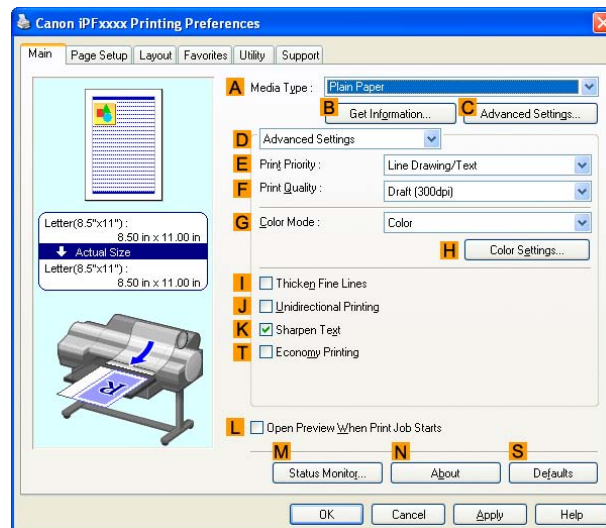 Canon iPFxxxx Printing Preferences
Main Page Setup Layout Favorites Utility Support
A Media Type : Plain Paper
B Get Information... C Advanced Settings...
D Advanced Settings
E Print Priority : Line Drawing/Text
F Print Quality : Draft (300dpi)
G Color Mode : Color
H Color Settings...
Letter(8.5"x11") :
8.50 in x 11.00 in
Actual Size
Letter(8.5"x11") :
8.50 in x 11.00 in
I Thicken Fine Lines
J Unidirectional Printing
K Sharpen Text
T Economy Printing
R
L Open Preview When Print Job Starts
M N S
Status Monitor... About Defaults
OK Cancel Apply Help